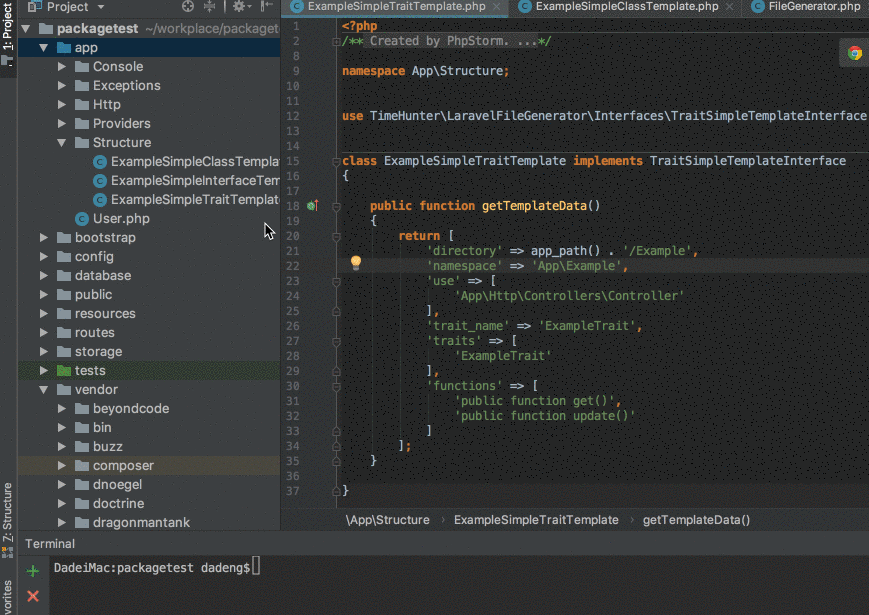 Project
ExampleSimpleTraitTemplate.php
ExampleSimpleClassTemplate.php
FileGenerator.php
1: Project
packagetest ~/workplace/packaget
app
Console
Exceptions
Http
Providers
Structure
ExampleSimpleClassTempla
ExampleSimpleInterfaceTem
ExampleSimpleTraitTemplat
User.php
bootstrap
config
database
public
resources
routes
storage
tests
vendor
beyondcode
bin
buzz
composer
dnoegel
doctrine
dragonmantank
7: Structure
vorites
1 <?php
2 /** Created by PhpStorm. ...*/
8
9 namespace App\Structure;
10
11
12 use TimeHunter\LaravelFileGenerator\Interfaces\TraitSimpleTemplateInterface
13
14
15 class ExampleSimpleTraitTemplate implements TraitSimpleTemplateInterface
16 {
17
18 public function getTemplateData()
19 {
20 return [
21 'directory' => app_path() . '/Example',
22 'namespace' => 'App\Example',
23 'use' => [
24 'App\Http\Controllers\Controller'
25 ],
26 'trait_name' => 'ExampleTrait',
27 'traits' => [
28 'ExampleTrait'
29 ],
30 'functions' => [
31 'public function get()',
32 'public function update()'
33 ]
34 ];
35 }
36
37 }
\App\Structure › ExampleSimpleTraitTemplate › getTemplateData()
Terminal
DadeiMac:packagetest dadeng$